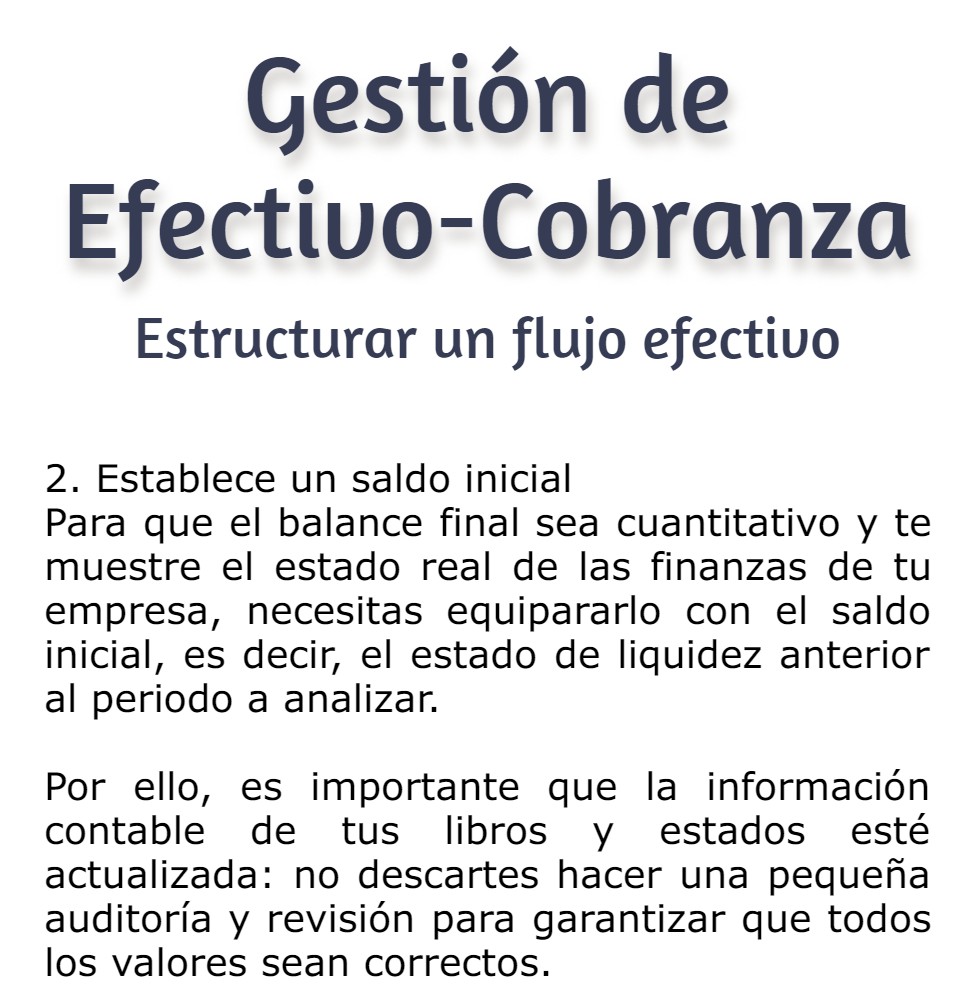 Gestión de
Efectivo-Cobranza
Estructurar un flujo efectivo
2. Establece un saldo inicial
Para que el balance final sea cuantitativo y te
muestre el estado real de las finanzas de tu
empresa, necesitas equipararlo con el saldo
inicial, es decir, el estado de liquidez anterior
al periodo a analizar.
Por ello, es importante que la información
contable de tus libros y estados esté
actualizada: no descartes hacer una pequeña
auditoría y revisión para garantizar que todos
los valores sean correctos.